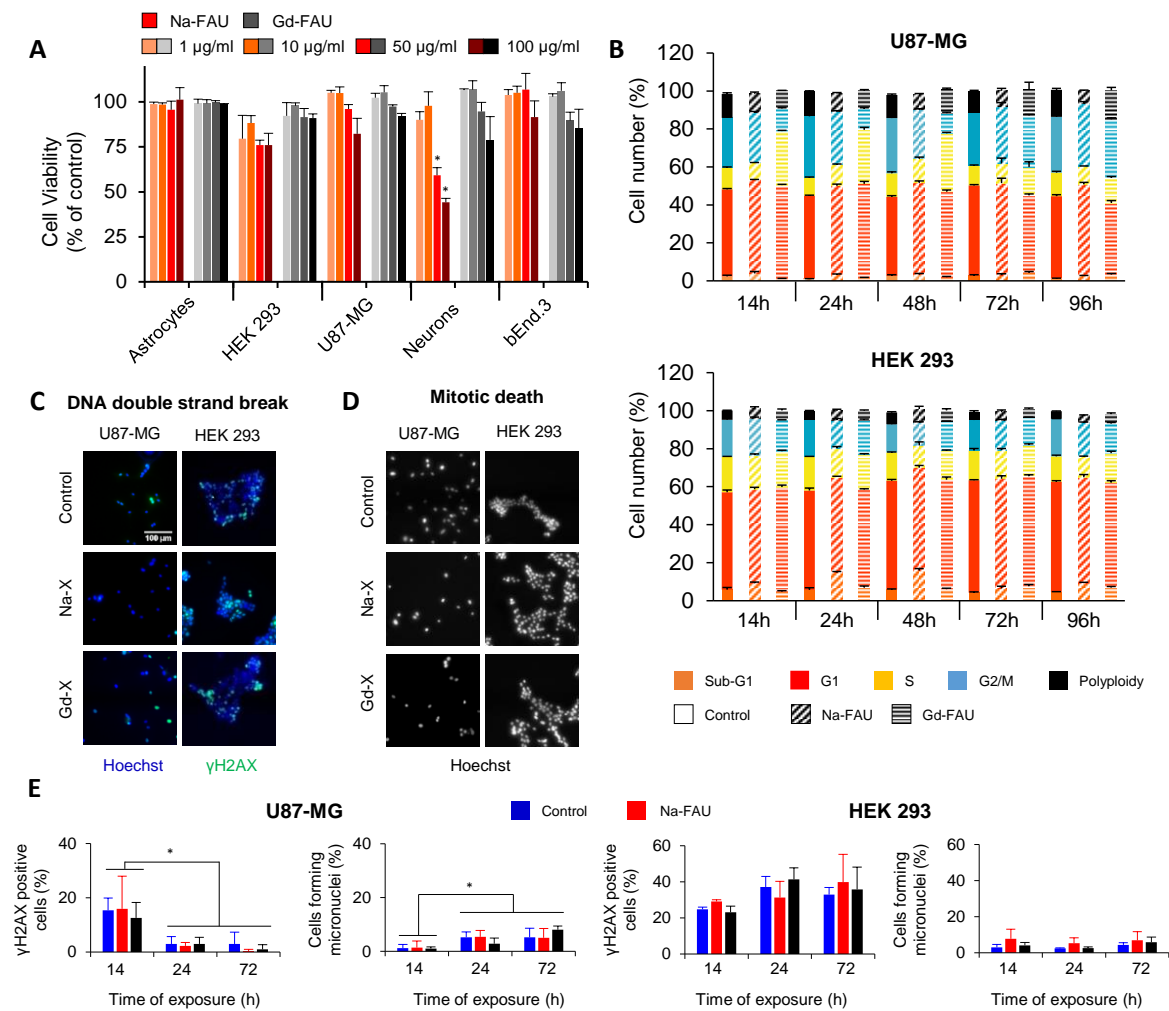 Na-FAU Gd-FAU
1 µg/ml 10 µg/ml 50 µg/ml 100 µg/ml
A
Cell Viability
(% of control)
100
75
50
25
0
* *
Astrocytes
HEK 293
U87-MG
Neurons
bEnd.3
B
U87-MG
Cell number (%)
120
100
80
60
40
20
0
14h 24h 48h 72h 96h
HEK 293
Cell number (%)
120
100
80
60
40
20
0
14h 24h 48h 72h 96h
Sub-G1 G1 S G2/M Polyploidy
Control Na-FAU Gd-FAU
C DNA double strand break
U87-MG HEK 293
Control
100 µm
Na-X
Gd-X
Hoechst γH2AX
D Mitotic death
U87-MG HEK 293
Control
Na-X
Gd-X
Hoechst
E
U87-MG
Control Na-FAU
HEK 293
γH2AX positive
cells (%)
40
20
0
*
14 24 72
Time of exposure (h)
Cells forming
micronuclei (%)
40
20
0
*
14 24 72
Time of exposure (h)
γH2AX positive
cells (%)
60
40
20
0
14 24 72
Time of exposure (h)
Cells forming
micronuclei (%)
60
40
20
0
14 24 72
Time of exposure (h)